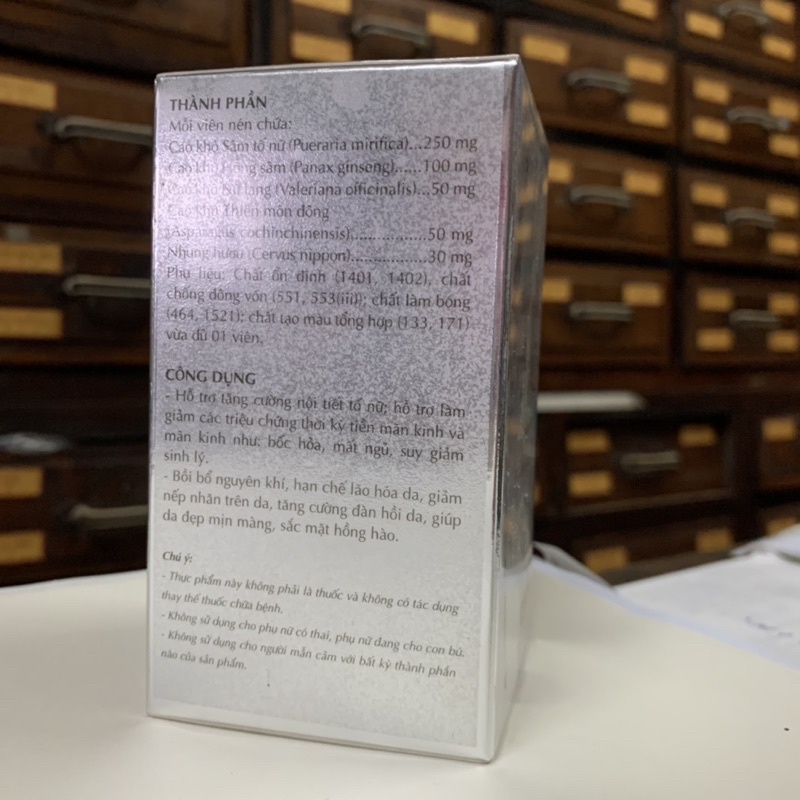 THÀNH PHẦN
Mỗi viên nén chứa:
Cao khô Sâm tố nữ (Pueraria mirifica)...250 mg
Cao khô Hồng sâm (Panax ginseng)......100 mg
Cao khô Nữ lang (Valeriana officinalis)...50 mg
Cao khô Thiên môn đông
(Asparagus cochinchinensis).................50 mg
Nhung hươu (Cervus nippon)................30 mg
Phụ liệu: Chất ổn định (1401, 1402), chất
chống đông vón (551, 553(iii)); chất làm bóng
(464, 1521); chất tạo màu tổng hợp (133, 171)
vừa đủ 01 viên.
CÔNG DỤNG
- Hỗ trợ tăng cường nội tiết tố nữ; hỗ trợ làm
giảm các triệu chứng thời kỳ tiền mãn kinh và
mãn kinh như: bốc hỏa, mất ngủ, suy giảm
sinh lý.
- Bồi bổ nguyên khí, hạn chế lão hóa da, giảm
nếp nhăn trên da, tăng cường đàn hồi da, giúp
da đẹp mịn màng, sắc mặt hồng hào.
Chú ý:
- Thực phẩm này không phải là thuốc và không có tác dụng
thay thế thuốc chữa bệnh.
- Không sử dụng cho phụ nữ có thai, phụ nữ đang cho con bú.
- Không sử dụng cho người mẫn cảm với bất kỳ thành phần
nào của sản phẩm.